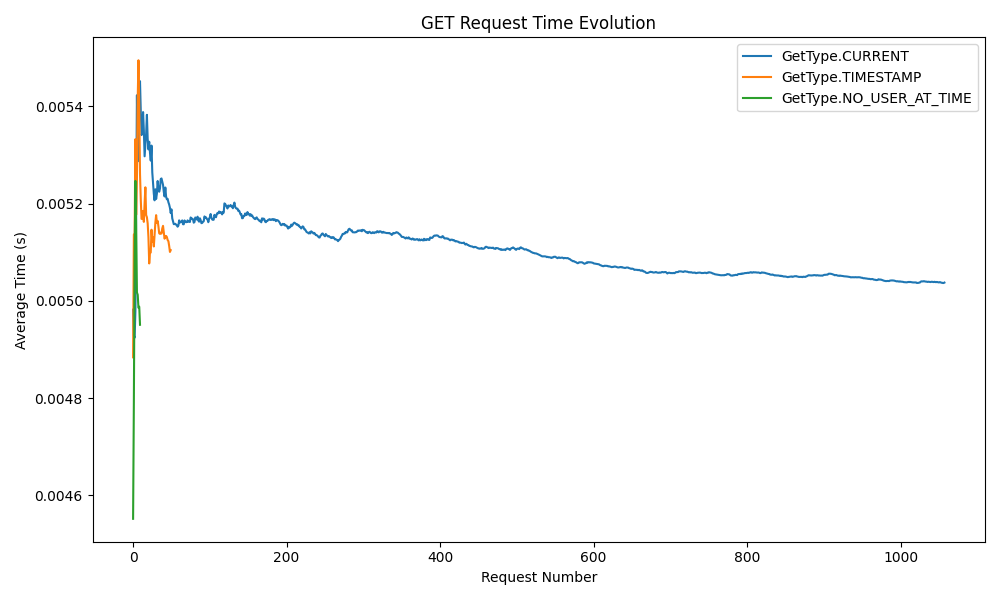 GET Request Time Evolution
GetType.CURRENT
GetType.TIMESTAMP
GetType.NO_USER_AT_TIME
Average Time (s)
0.0054
0.0052
0.0050
0.0048
0.0046
0 200 400 600 800 1000
Request Number